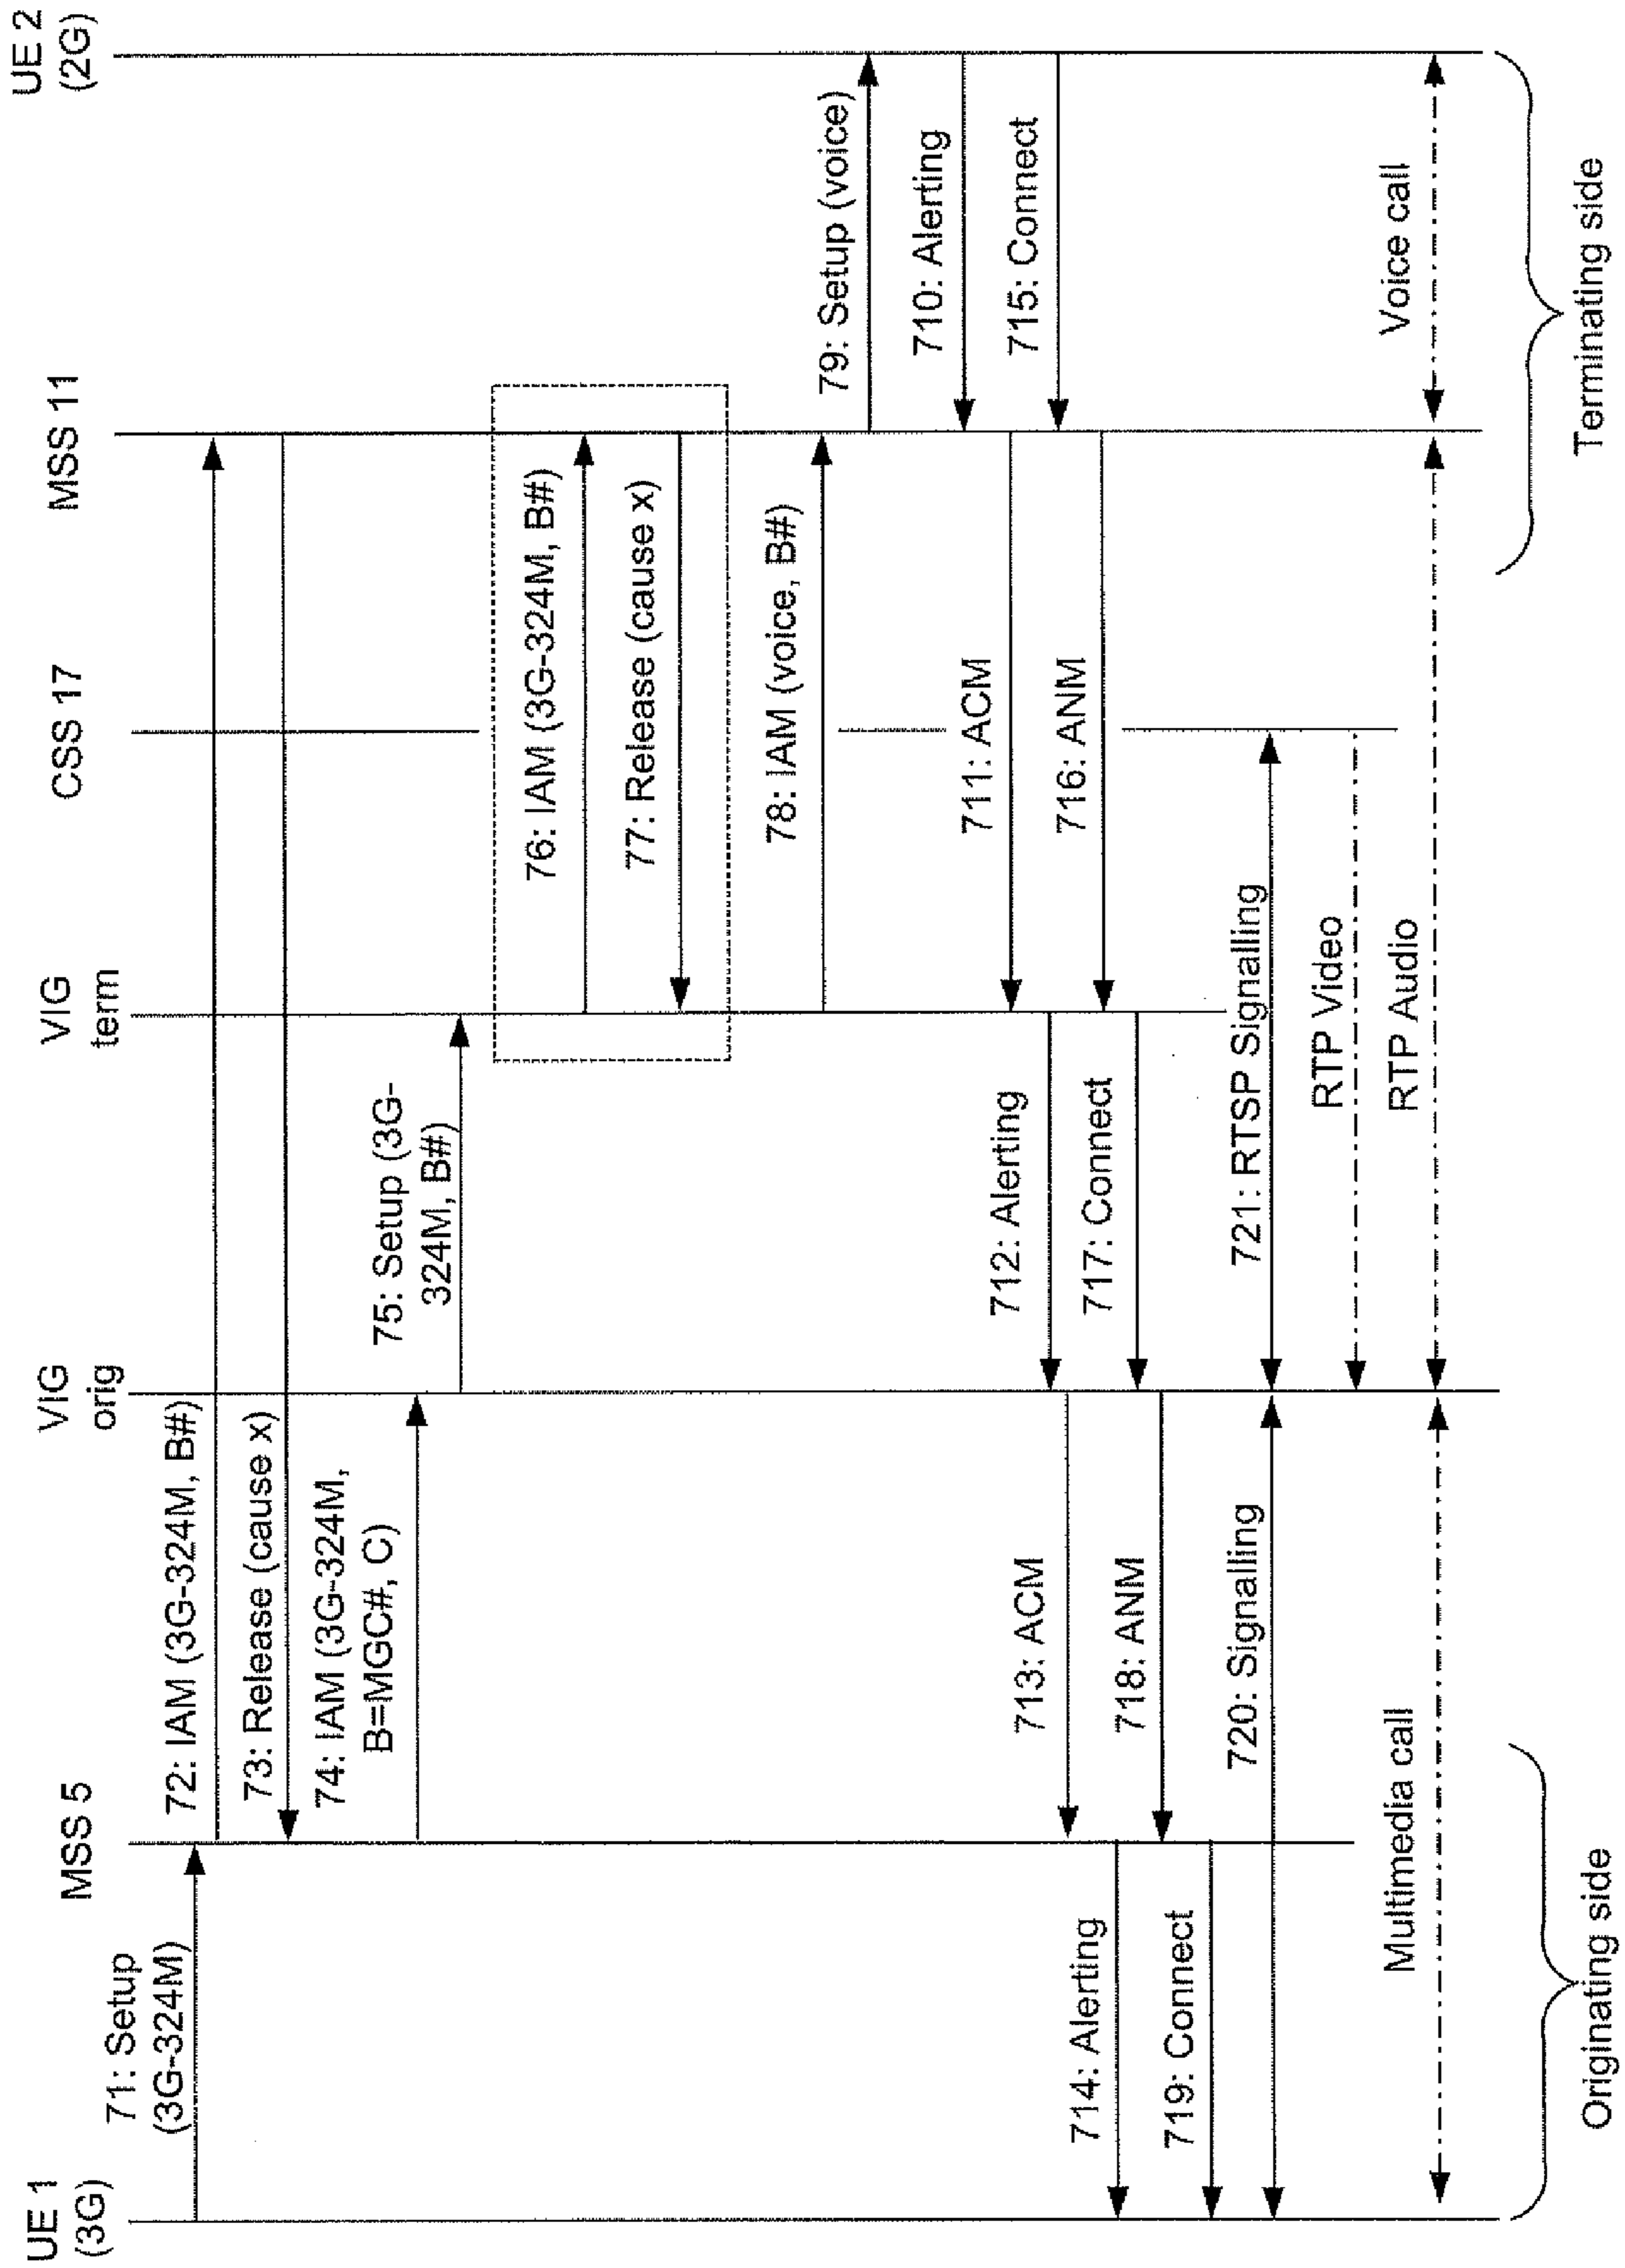 UE 1
(3G)
MSS 5
VIG
orig
VIG
term
CSS 17
MSS 11
UE 2
(2G)
71: Setup
(3G-324M)
72: IAM (3G-324M, B#)
73: Release (cause x)
74: IAM (3G-324M,
B=MGC#, C)
75: Setup (3G-
324M, B#)
76: IAM (3G-324M, B#)
77: Release (cause x)
78: IAM (voice, B#)
79: Setup (voice)
710: Alerting
711: ACM
712: Alerting
713: ACM
714: Alerting
715: Connect
716: ANM
717: Connect
718: ANM
719: Connect
720: Signalling
721: RTSP Signalling
RTP Video
Multimedia call
RTP Audio
Voice call
Originating side
Terminating side